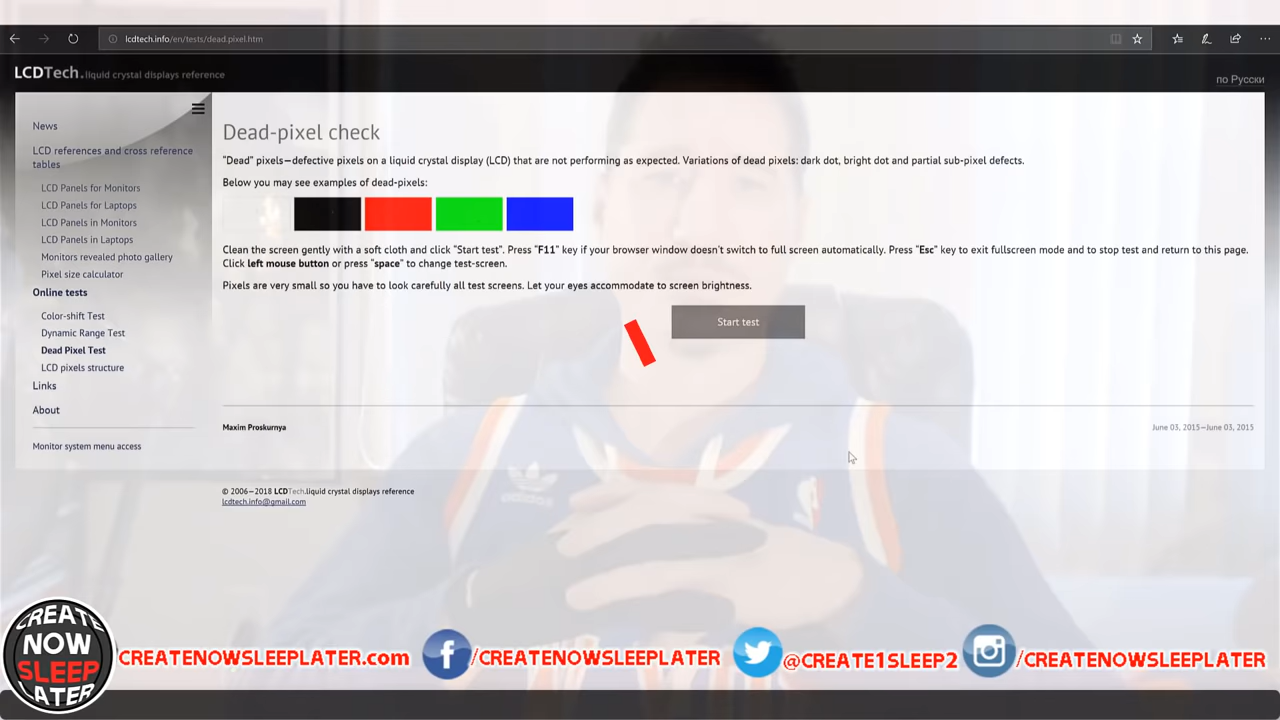 lcdtech.info/en/tests/dead.pixel.htm
LCDTech.liquid crystal displays reference
по Русски
News
LCD references and cross reference
tables
LCD Panels for Monitors
LCD Panels for Laptops
LCD Panels in Monitors
LCD Panels in Laptops
Monitors revealed photo gallery
Pixel size calculator
Online tests
Color-shift Test
Dynamic Range Test
Dead Pixel Test
LCD pixels structure
Links
About
Monitor system menu access
Dead-pixel check
"Dead" pixels—defective pixels on a liquid crystal display (LCD) that are not performing as expected. Variations of dead pixels: dark dot, bright dot and partial sub-pixel defects.
Below you may see examples of dead-pixels:
Clean the screen gently with a soft cloth and click "Start test". Press "F11" key if your browser window doesn't switch to full screen automatically. Press "Esc" key to exit fullscreen mode and to stop test and return to this page.
Click left mouse button or press "space" to change test-screen.
Pixels are very small so you have to look carefully all test screens. Let your eyes accommodate to screen brightness.
Start test
Maxim Proskurnya
June 03, 2015—June 03, 2015
© 2006—2018 LCDTech.liquid crystal displays reference
lcdtech.info@gmail.com
adidas
CREATE
NOW
SLEEP
LATER
CREATENOWSLEEPLATER.com
f
/CREATENOWSLEEPLATER
@CREATE1SLEEP2
/CREATENOWSLEEPLATER